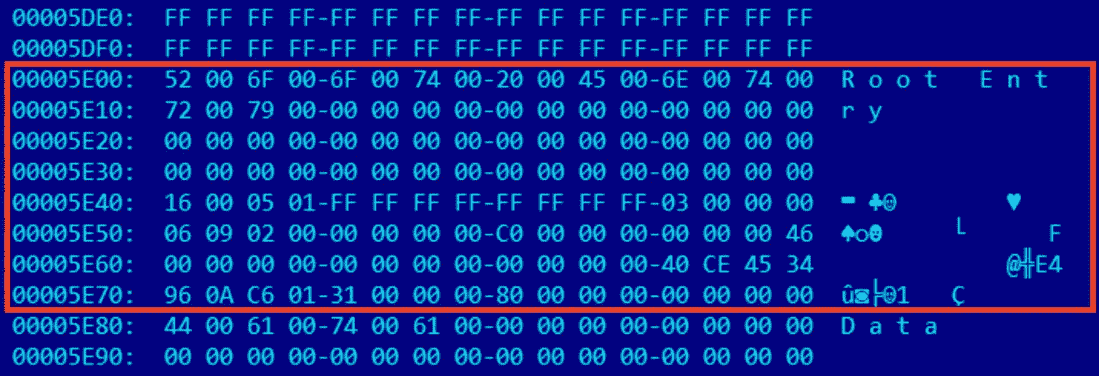 00005DE0: FF FF FF FF-FF FF FF FF-FF FF FF FF-FF FF FF FF
00005DF0: FF FF FF FF-FF FF FF FF-FF FF FF FF-FF FF FF FF
00005E00: 52 00 6F 00-6F 00 74 00-20 00 45 00-6E 00 74 00 R o o t   E n t
00005E10: 72 00 79 00-00 00 00 00-00 00 00 00-00 00 00 00 r y
00005E20: 00 00 00 00-00 00 00 00-00 00 00 00-00 00 00 00
00005E30: 00 00 00 00-00 00 00 00-00 00 00 00-00 00 00 00
00005E40: 16 00 05 01-FF FF FF FF-FF FF FF FF-03 00 00 00 ▬ ♣☺ ♥
00005E50: 06 09 02 00-00 00 00 00-C0 00 00 00-00 00 00 46 ♠○☻ └ F
00005E60: 00 00 00 00-00 00 00 00-00 00 00 00-40 CE 45 34 @╬E4
00005E70: 96 0A C6 01-31 00 00 00-80 00 00 00-00 00 00 00 û◙╞☺1 Ç
00005E80: 44 00 61 00-74 00 61 00-00 00 00 00-00 00 00 00 D a t a
00005E90: 00 00 00 00-00 00 00 00-00 00 00 00-00 00 00 00